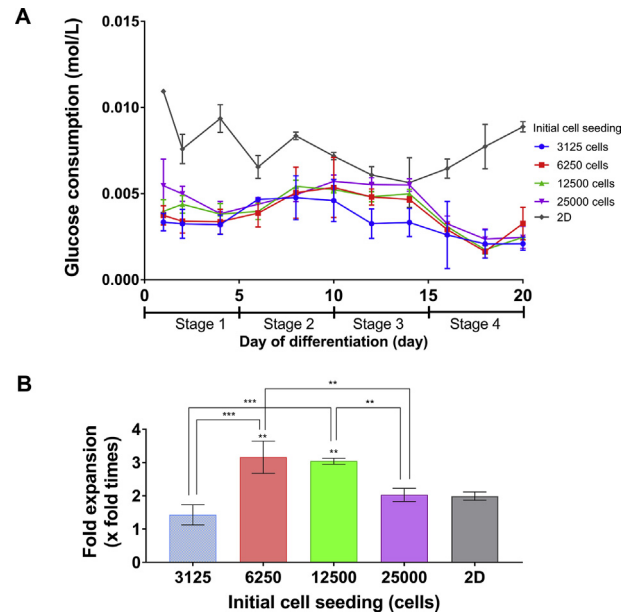 A
Glucose consumption (mol/L)
0.015
0.010
0.005
0.000
0 5 10 15 20
Stage 1 Stage 2 Stage 3 Stage 4
Day of differentiation (day)
Initial cell seeding
3125 cells
6250 cells
12500 cells
25000 cells
2D
B
Fold expansion
(x fold times)
4
3
2
1
0
**
*** **
***
** **
3125 6250 12500 25000 2D
Initial cell seeding (cells)